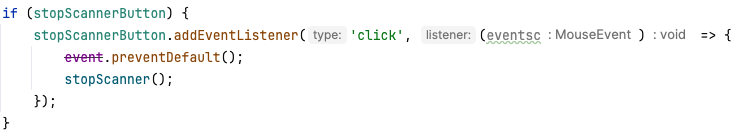 if (stopScannerButton) {
stopScannerButton.addEventListener( type: 'click', listener: (eventsc : MouseEvent ) : void => {
event.preventDefault();
stopScanner();
});
}